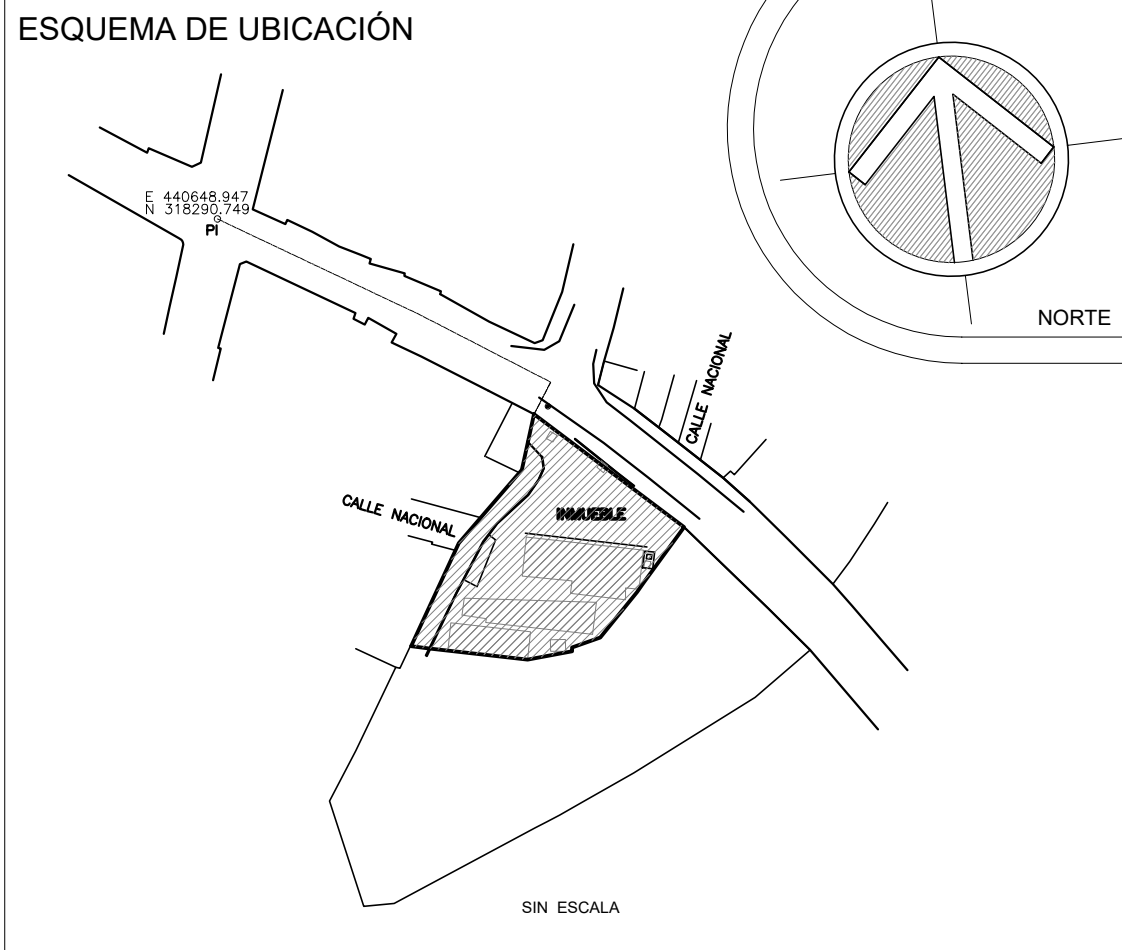 ESQUEMA DE UBICACIÓN
E 440648.947
N 318290.749
PI
NORTE
CALLE NACIONAL
CALLE NACIONAL
INMUEBLE
SIN ESCALA